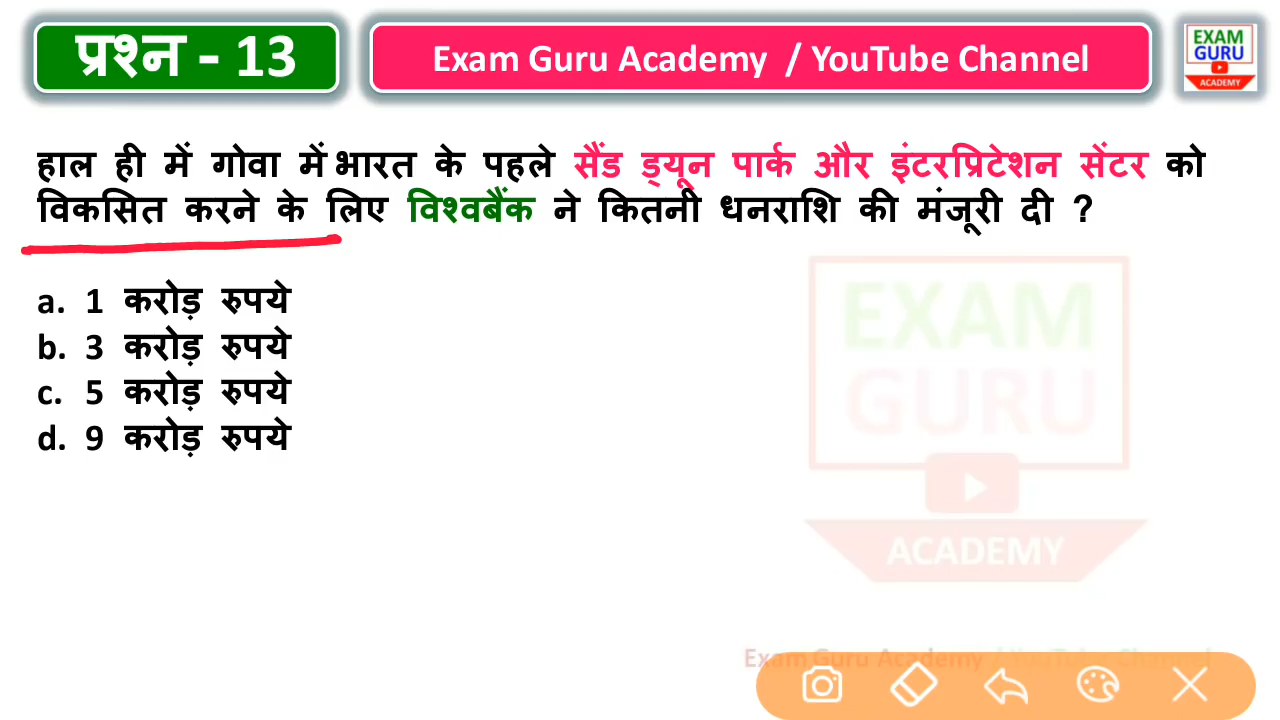 प्रश्न - 13
Exam Guru Academy / YouTube Channel
EXAM
GURU
ACADEMY
हाल ही में गोवा में भारत के पहले सैंड ड्यून पार्क और इंटरप्रिटेशन सेंटर को
विकसित करने के लिए विश्वबैंक ने कितनी धनराशि की मंजूरी दी ?
a. 1 करोड़ रुपये
b. 3 करोड़ रुपये
c. 5 करोड़ रुपये
d. 9 करोड़ रुपये
EXAM
GURU
ACADEMY
Exam Guru Academy / YouTube Channel